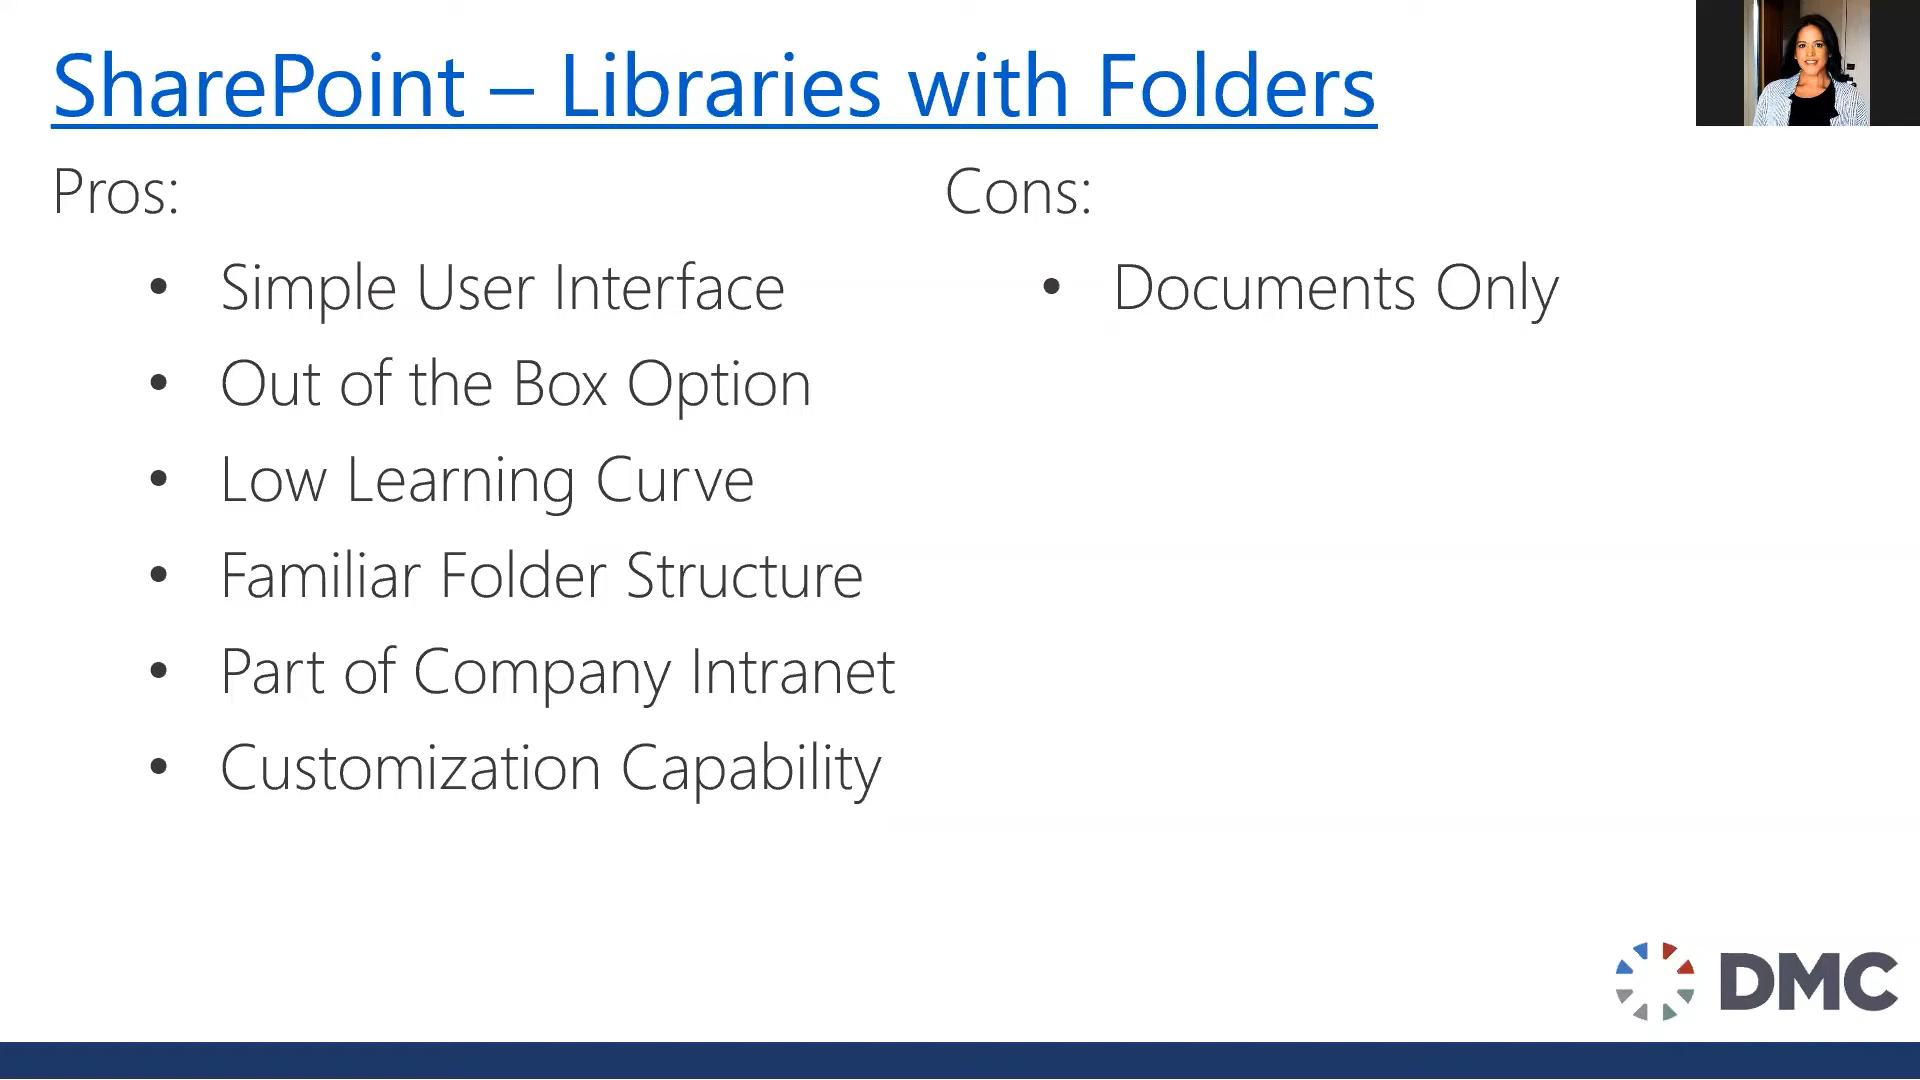 SharePoint – Libraries with Folders
Pros:
• Simple User Interface
• Out of the Box Option
• Low Learning Curve
• Familiar Folder Structure
• Part of Company Intranet
• Customization Capability
Cons:
• Documents Only
DMC